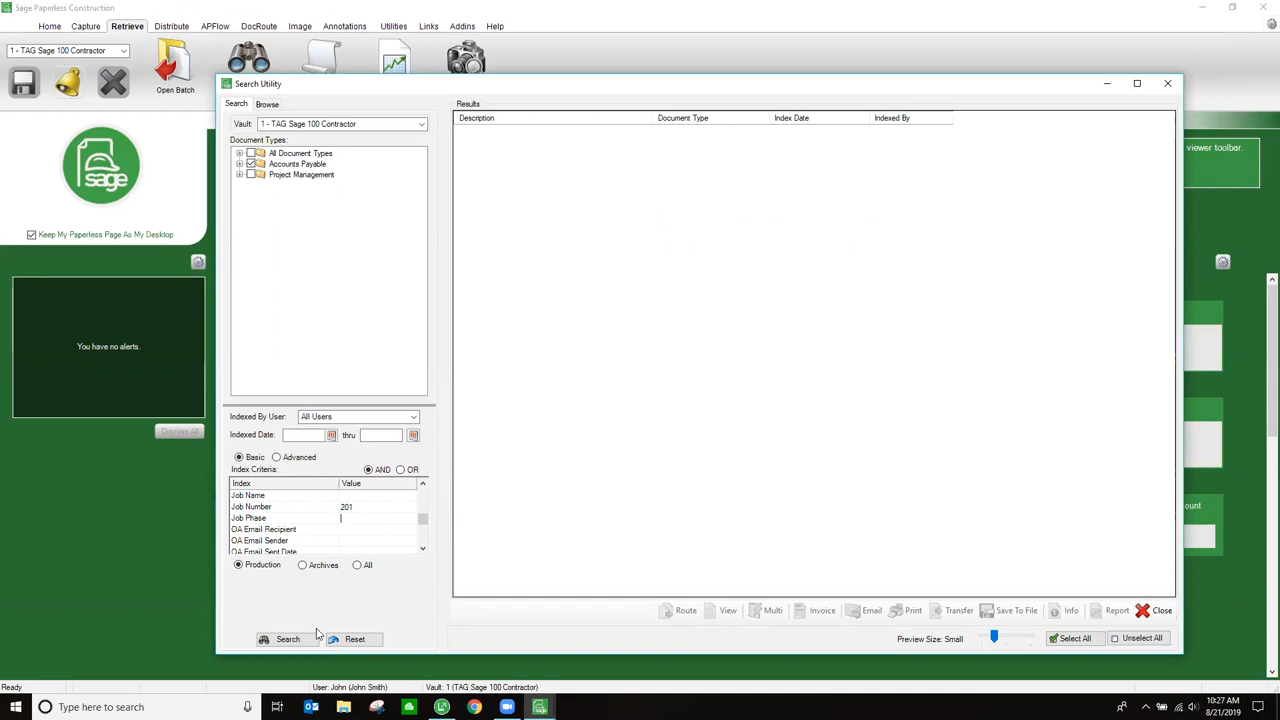 Sage Paperless Construction
Home Capture Retrieve Distribute APFlow DocRoute Image Annotations Utilities Links Addins Help
1 - TAG Sage 100 Contractor
Open Batch
Search Utility
Search Browse
Vault: 1 - TAG Sage 100 Contractor
Document Types:
All Document Types
Accounts Payable
Project Management
Indexed By User: All Users
Indexed Date: thru
Basic Advanced
Index Criteria: AND OR
Index Value
Job Name
Job Number 201
Job Phase
OA Email Recipient
OA Email Sender
OA Email Sent Date
Production Archives All
Search Reset
Results
Description Document Type Index Date Indexed By
Route View Multi Invoice Email Print Transfer Save To File Info Report Close
Preview Size: Small Select All Unselect All
sage
Keep My Paperless Page As My Desktop
You have no alerts.
Dismiss All
viewer toolbar.
ount
Ready User: John (John Smith) Vault: 1 (TAG Sage 100 Contractor)
Type here to search
10:27 AM
8/21/2019